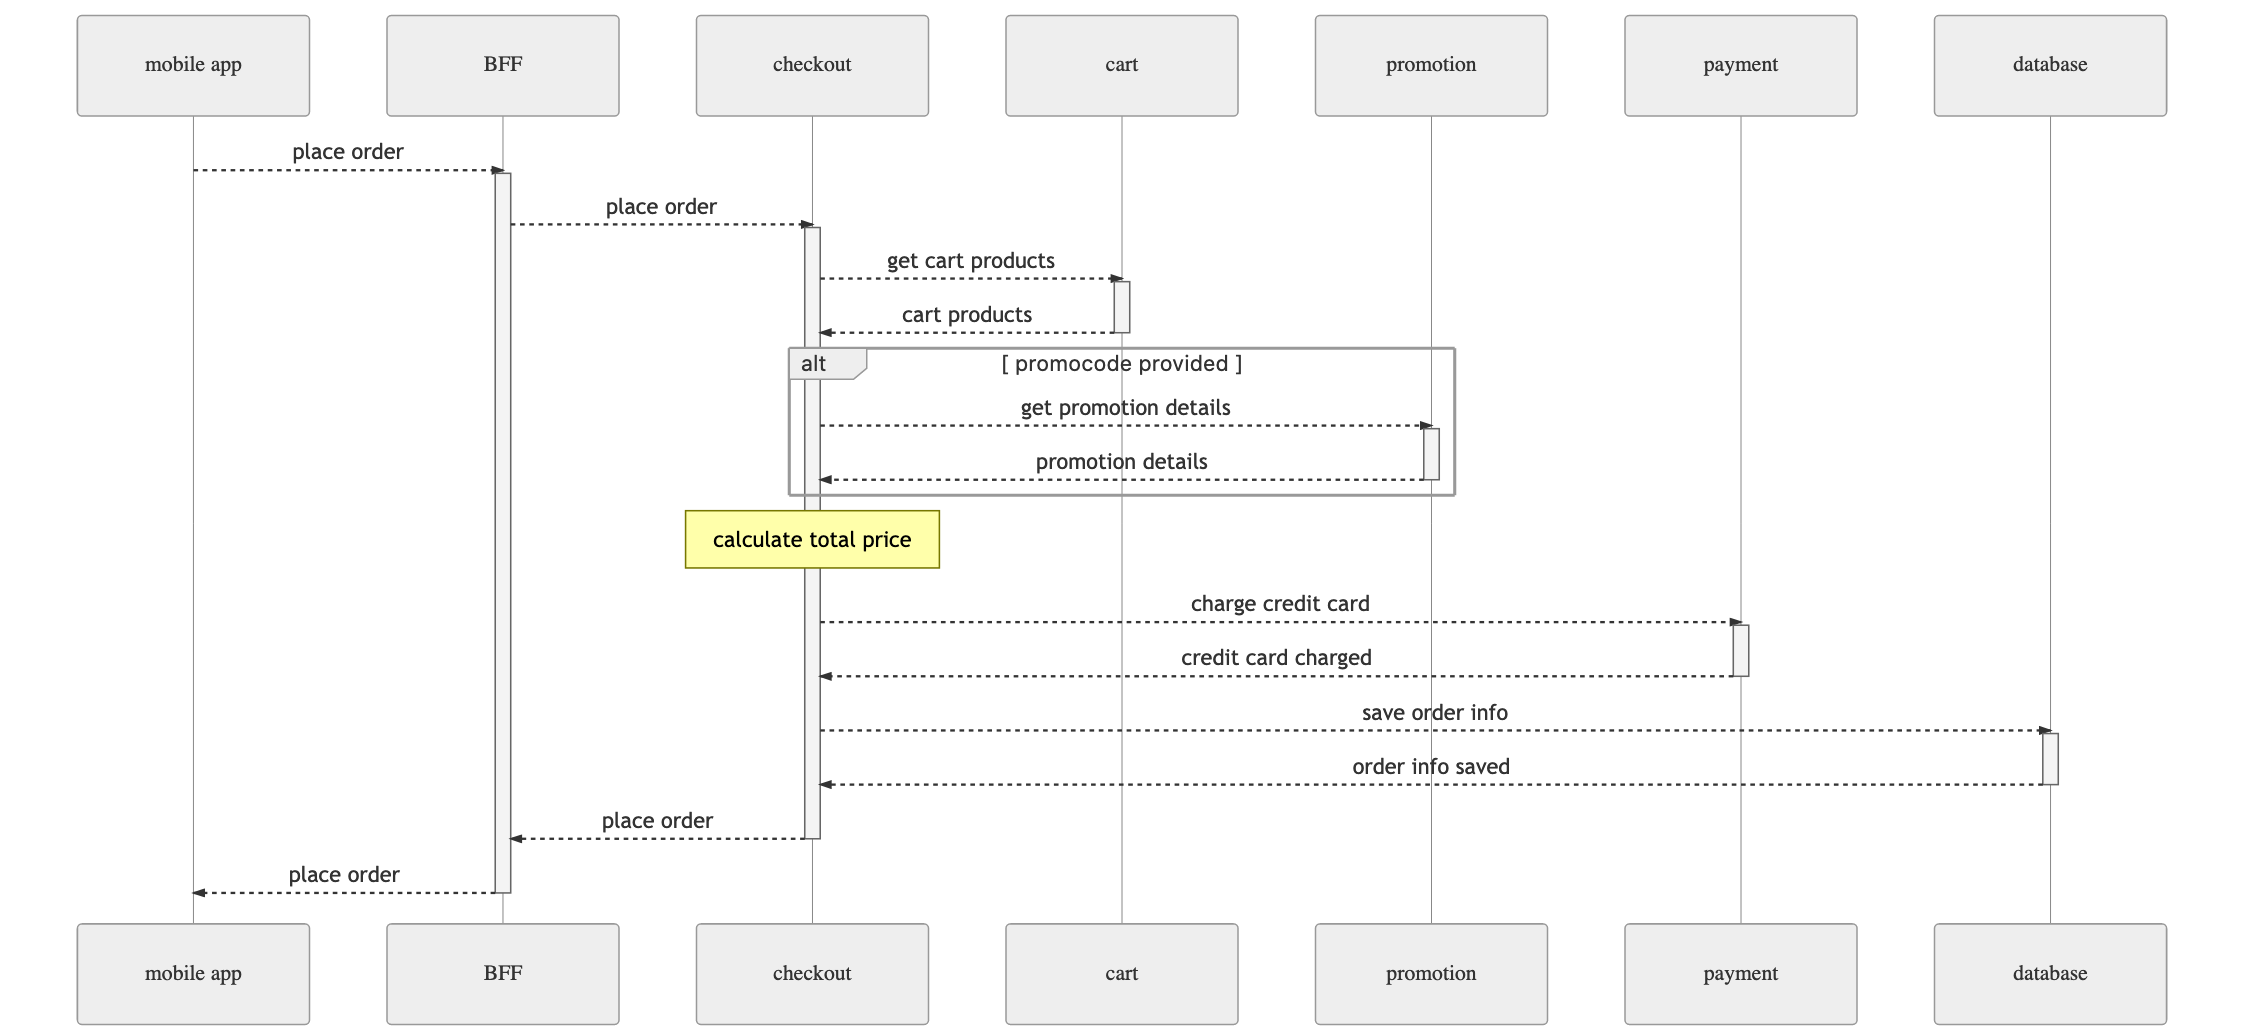 mobile app
BFF
checkout
cart
promotion
payment
database
place order
place order
get cart products
cart products
alt
[ promocode provided ]
get promotion details
promotion details
calculate total price
charge credit card
credit card charged
save order info
order info saved
place order
place order
mobile app
BFF
checkout
cart
promotion
payment
database